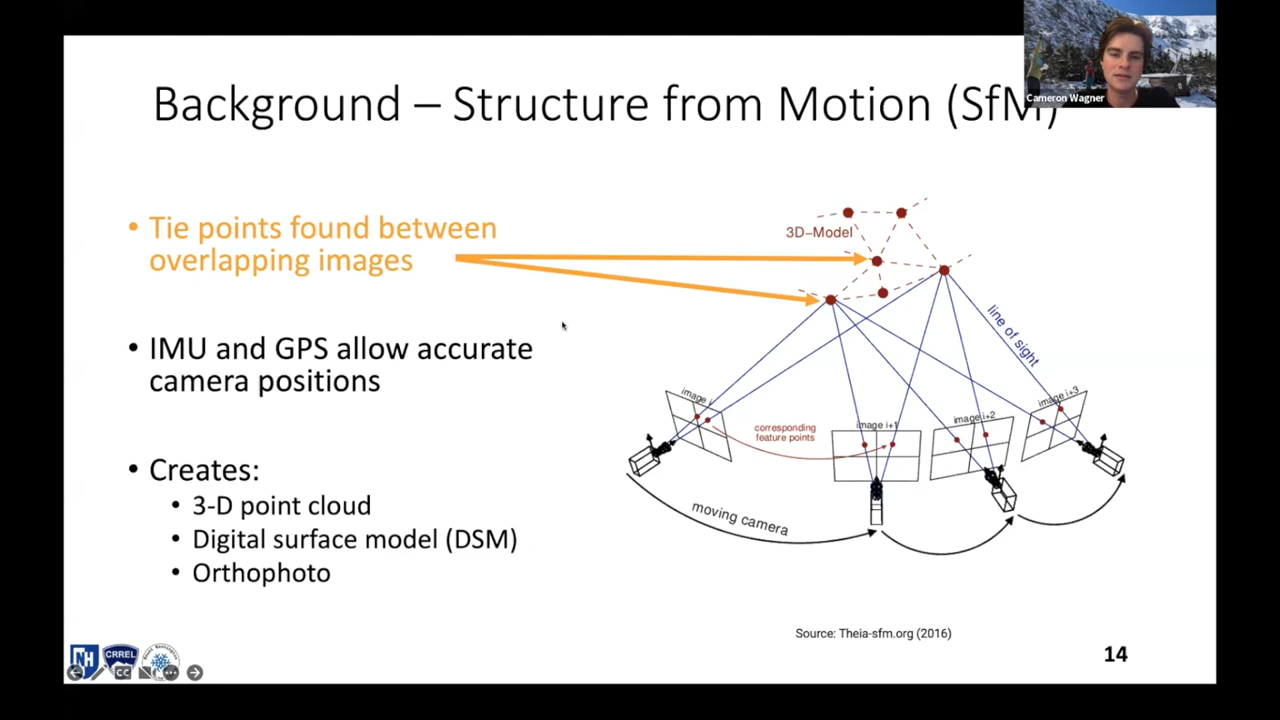 Cameron Wagner
Background – Structure from Motion (SfM)
• Tie points found between
overlapping images
• IMU and GPS allow accurate
camera positions
• Creates:
• 3-D point cloud
• Digital surface model (DSM)
• Orthophoto
3D–Model
line of sight
image i
corresponding
feature points
image i+1
image i+2
image i+3
moving camera
Source: Theia-sfm.org (2016)
NH
CRREL
CC
14